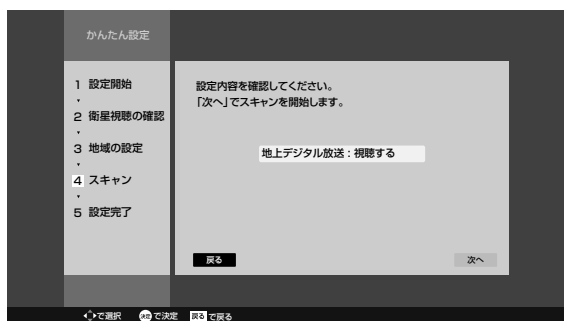 かんたん設定
1 設定開始
2 衛星視聴の確認
3 地域の設定
4 スキャン
5 設定完了
設定内容を確認してください。
「次へ」でスキャンを開始します。
地上デジタル放送：視聴する
戻る
次へ
で選択 決定 で決定 戻る で戻る